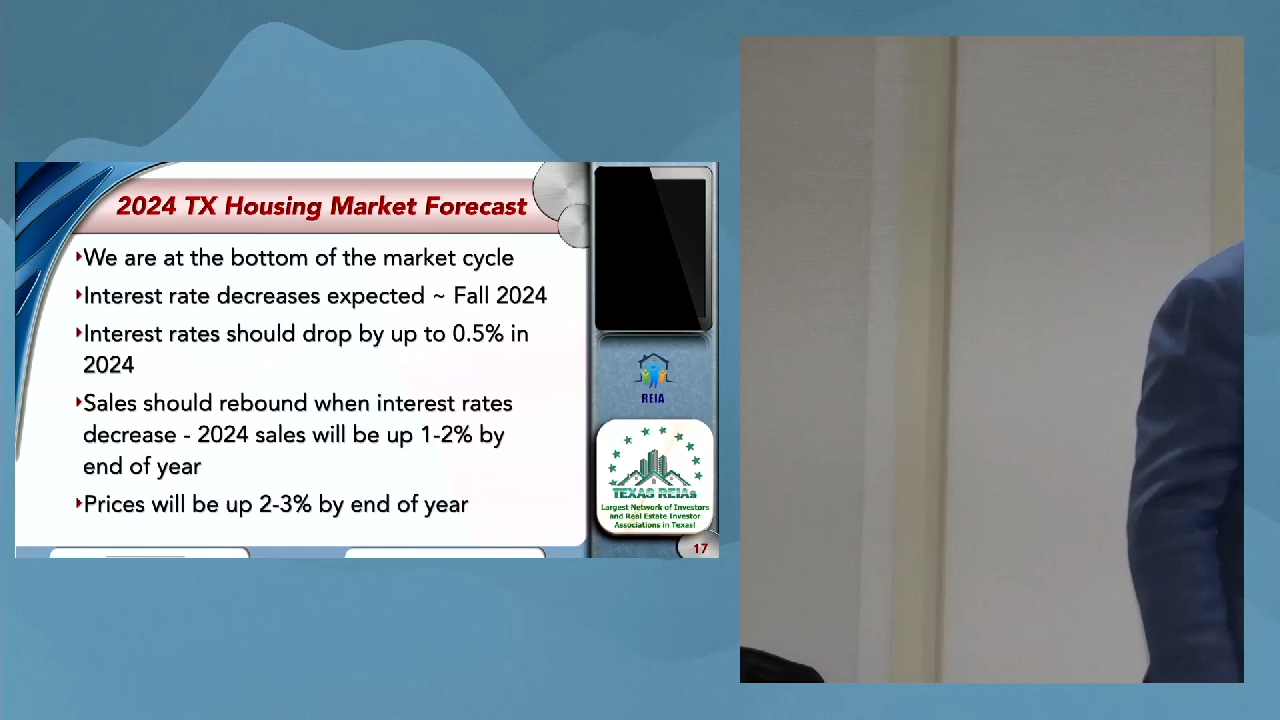 2024 TX Housing Market Forecast
We are at the bottom of the market cycle
Interest rate decreases expected ~ Fall 2024
Interest rates should drop by up to 0.5% in
2024
Sales should rebound when interest rates
decrease - 2024 sales will be up 1-2% by
end of year
Prices will be up 2-3% by end of year
REIA
TEXAS REIAs
Largest Network of Investors
and Real Estate Investor
Associations in Texas!
17